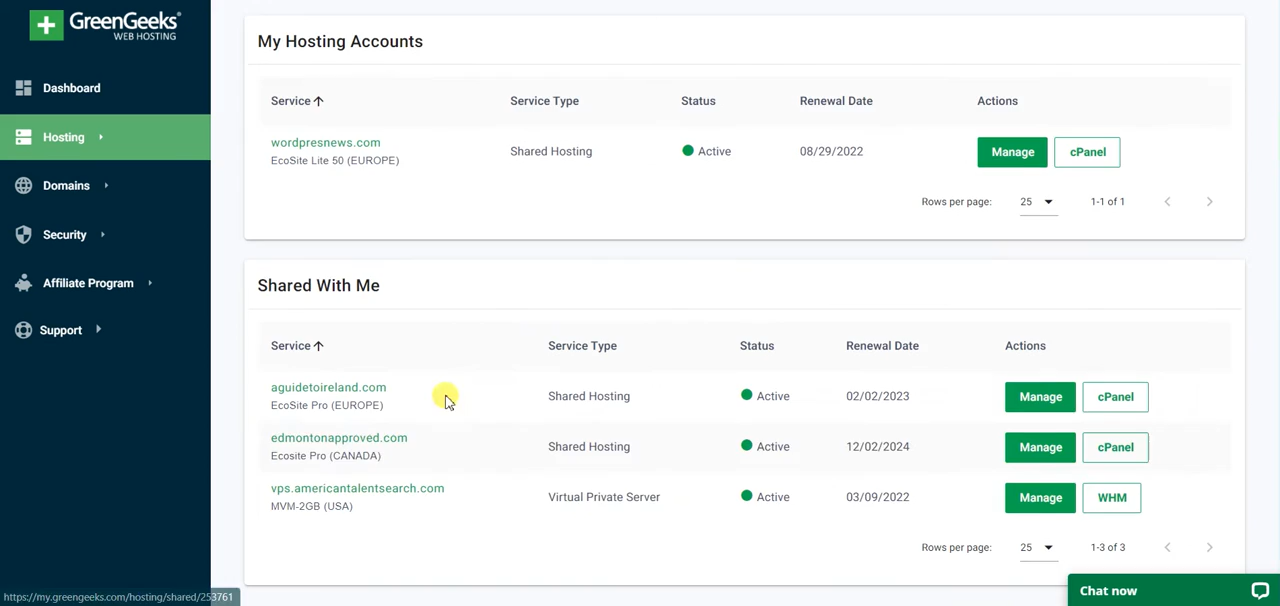 GreenGeeks
WEB HOSTING
Dashboard
Hosting
Domains
Security
Affiliate Program
Support
My Hosting Accounts
Service Service Type Status Renewal Date Actions
wordpresnews.com
EcoSite Lite 50 (EUROPE)
Shared Hosting Active 08/29/2022 Manage cPanel
Rows per page: 25 1-1 of 1
Shared With Me
Service Service Type Status Renewal Date Actions
aguidetoireland.com
EcoSite Pro (EUROPE)
Shared Hosting Active 02/02/2023 Manage cPanel
edmontonapproved.com
Ecosite Pro (CANADA)
Shared Hosting Active 12/02/2024 Manage cPanel
vps.americantalentsearch.com
MVM-2GB (USA)
Virtual Private Server Active 03/09/2022 Manage WHM
Rows per page: 25 1-3 of 3
Chat now
https://my.greengeeks.com/hosting/shared/253761